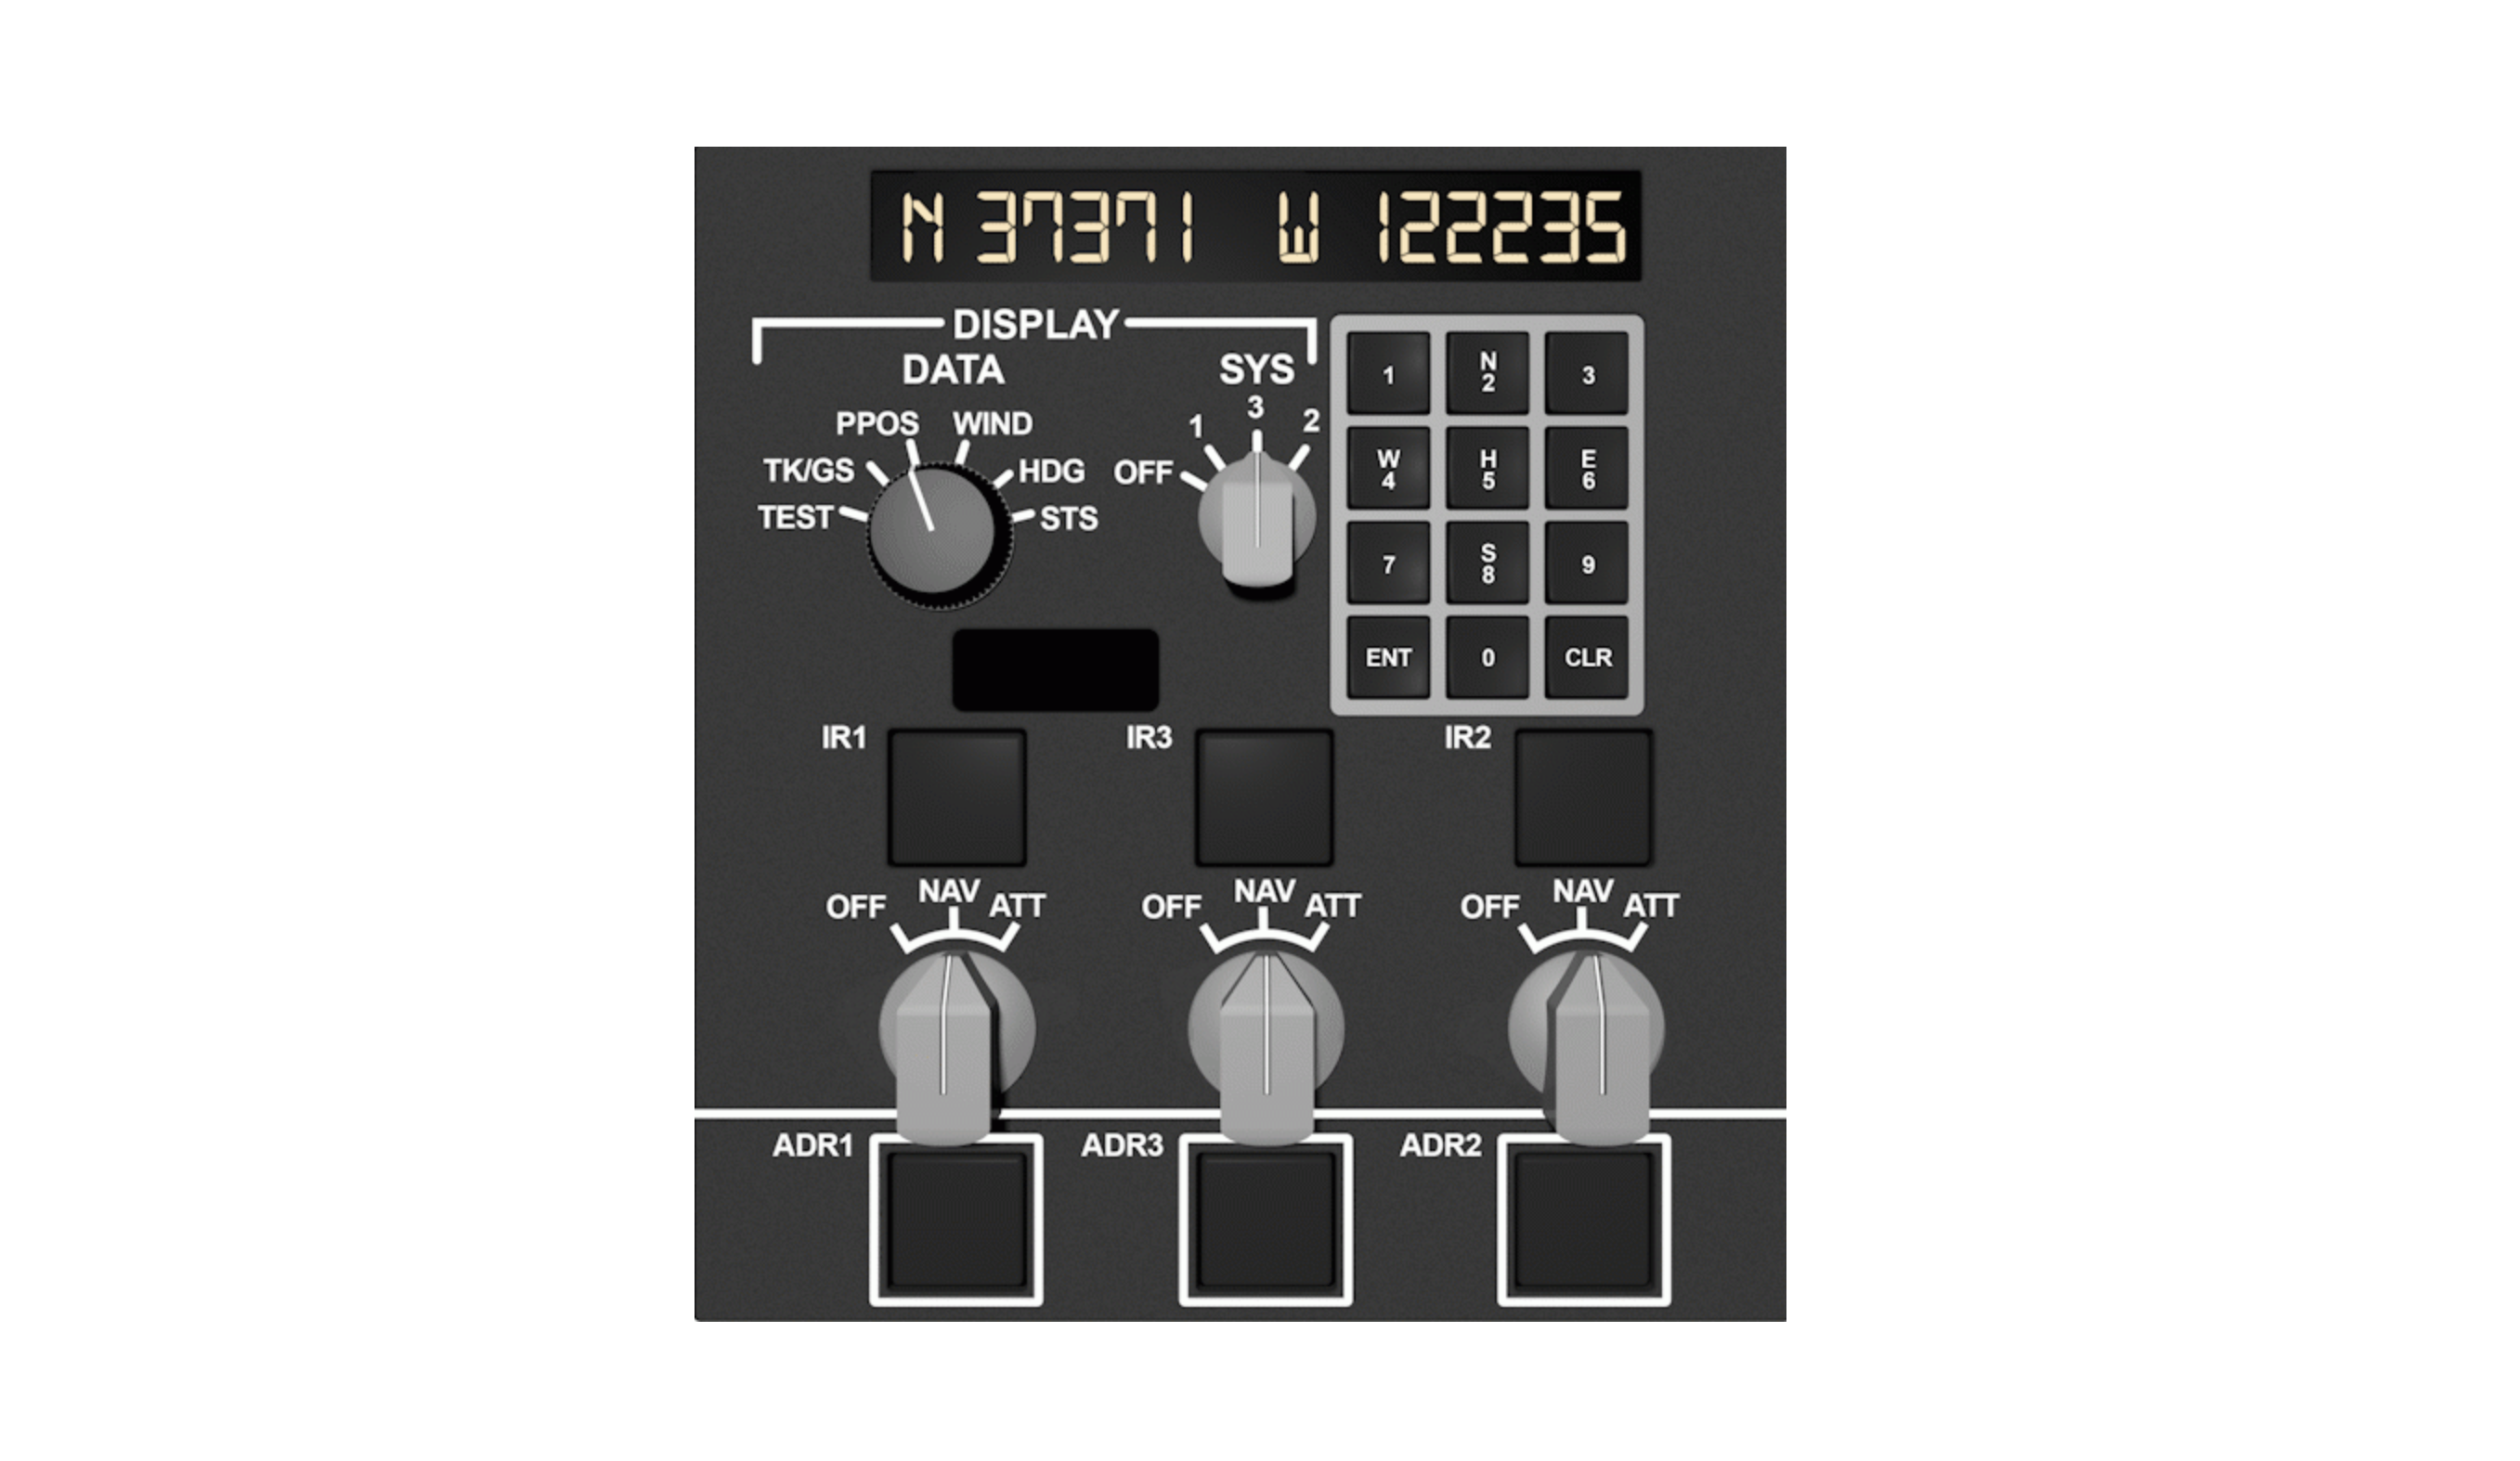 N 37371 W 122235
DISPLAY
DATA SYS
PPOS WIND
TK/GS HDG
TEST STS
OFF 1 3 2
1 N 2 3
W 4 H 5 E 6
7 S 8 9
ENT 0 CLR
IR1 IR3 IR2
OFF NAV ATT OFF NAV ATT OFF NAV ATT
ADR1 ADR3 ADR2